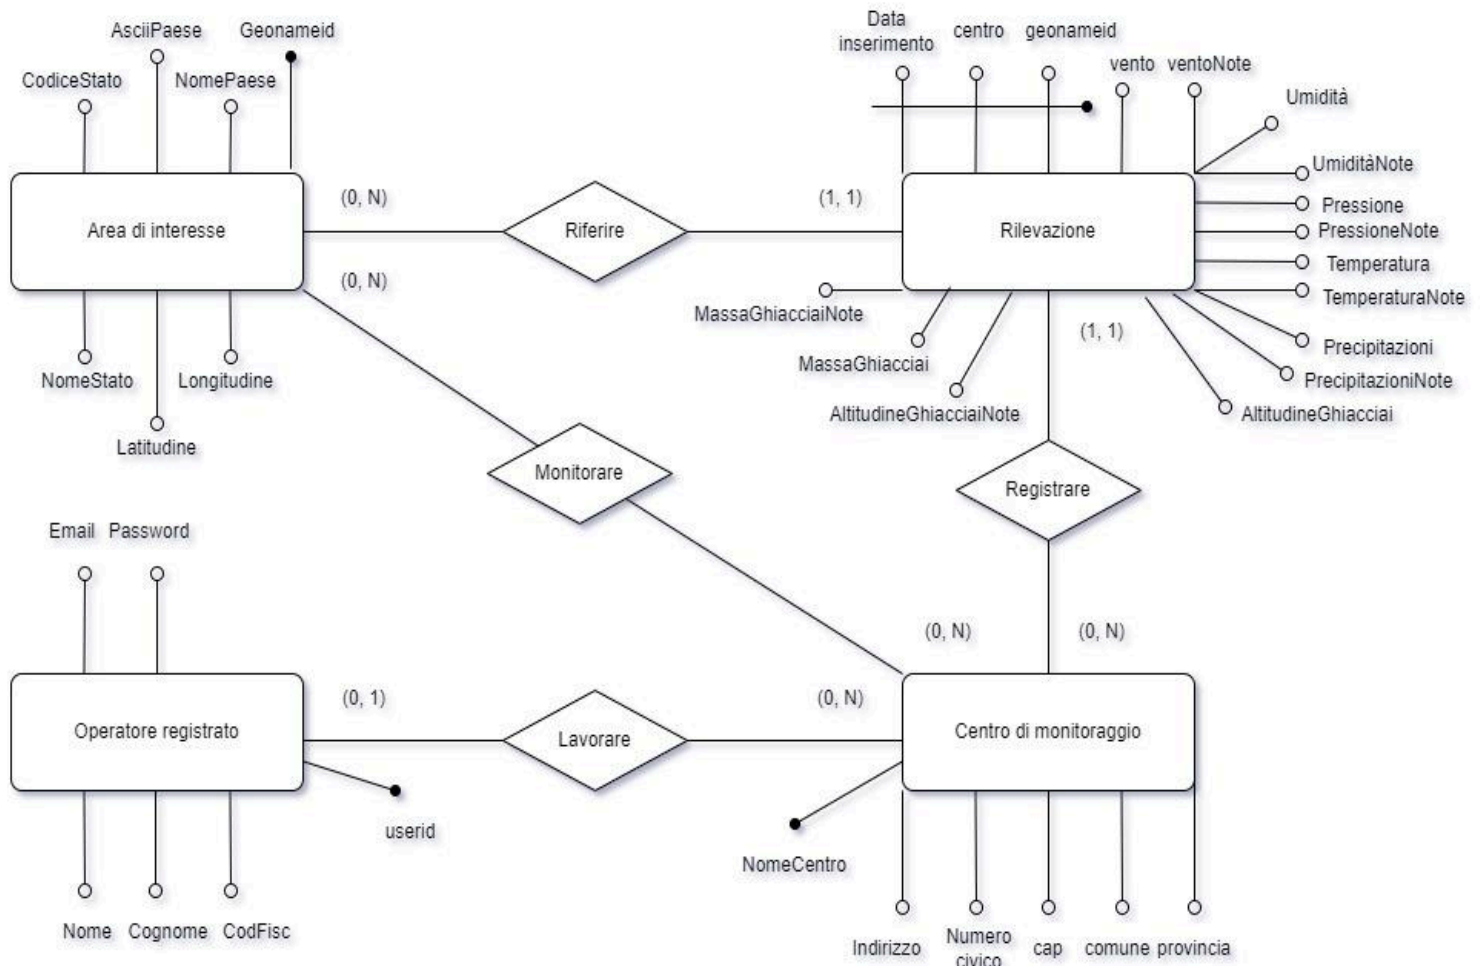 AsciiPaese
Geonameid
CodiceStato
NomePaese
Area di interesse
(0, N)
(0, N)
NomeStato
Longitudine
Latitudine
Riferire
(1, 1)
Data
inserimento
centro
geonameid
vento
ventoNote
Umidità
UmiditàNote
Pressione
PressioneNote
Temperatura
TemperaturaNote
Precipitazioni
PrecipitazioniNote
AltitudineGhiacciai
Rilevazione
MassaGhiacciaiNote
MassaGhiacciai
AltitudineGhiacciaiNote
(1, 1)
Monitorare
Registrare
Email
Password
(0, N)
(0, N)
Operatore registrato
(0, 1)
Lavorare
(0, N)
Centro di monitoraggio
userid
NomeCentro
Nome
Cognome
CodFisc
Indirizzo
Numero
civico
cap
comune
provincia